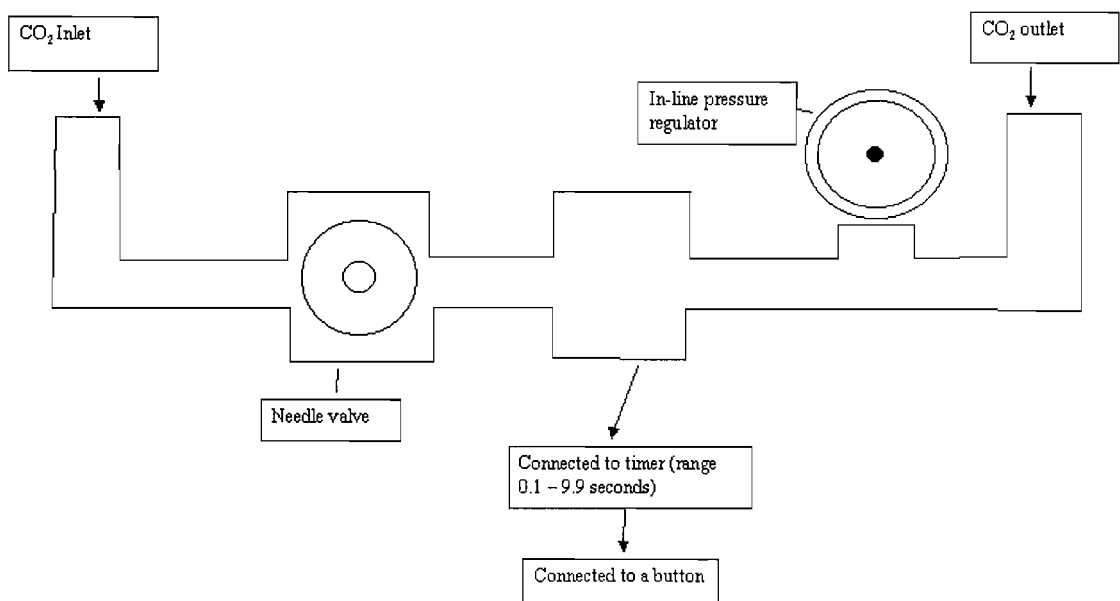 CO₂ Inlet
CO₂ outlet
In-line pressure
regulator
Needle valve
Connected to timer (range
0.1 – 9.9 seconds)
Connected to a button